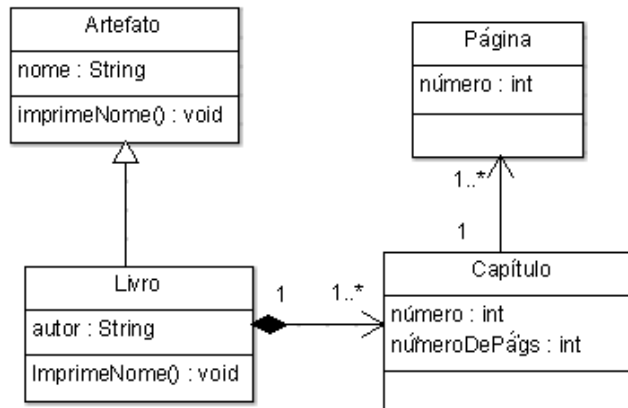 Artefato
nome : String
imprimeNome() : void
Página
número : int
1..*
1
Livro
autor : String
ImprimeNome() : void
1
1..*
Capítulo
número : int
númeroDePágs : int